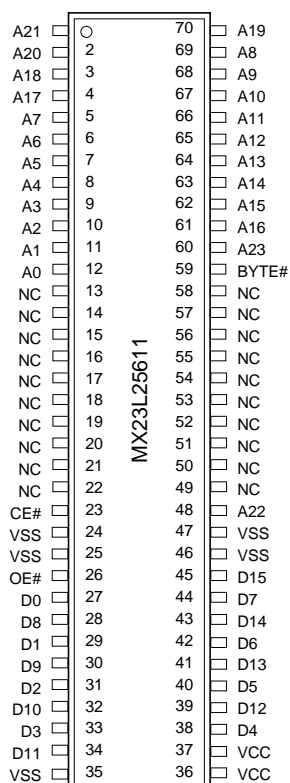 A21 70 A19
A20 2 69 A8
A18 3 68 A9
A17 4 67 A10
A7 5 66 A11
A6 6 65 A12
A5 7 64 A13
A4 8 63 A14
A3 9 62 A15
A2 10 61 A16
A1 11 60 A23
A0 12 59 BYTE#
NC 13 58 NC
NC 14 57 NC
NC 15 56 NC
NC 16 55 NC
NC 17 54 NC
NC 18 53 NC
NC 19 52 NC
NC 20 51 NC
NC 21 50 NC
NC 22 49 NC
CE# 23 48 A22
VSS 24 47 VSS
VSS 25 46 VSS
OE# 26 45 D15
D0 27 44 D7
D8 28 43 D14
D1 29 42 D6
D9 30 41 D13
D2 31 40 D5
D10 32 39 D12
D3 33 38 D4
D11 34 37 VCC
VSS 35 36 VCC
MX23L25611